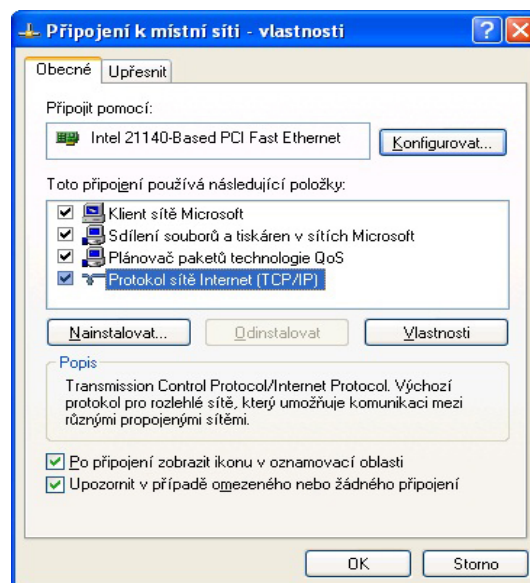 Připojení k místní síti - vlastnosti
Obecné
Upřesnit
Připojit pomocí:
Intel 21140-Based PCI Fast Ethernet
Konfigurovat...
Toto připojení používá následující položky:
Klient sítě Microsoft
Sdílení souborů a tiskáren v sítích Microsoft
Plánovač paketů technologie QoS
Protokol sítě Internet (TCP/IP)
Nainstalovat...
Odinstalovat
Vlastnosti
Popis
Transmission Control Protocol/Internet Protocol. Výchozí
protokol pro rozlehlé sítě, který umožňuje komunikaci mezi
různými propojenými sítěmi.
Po připojení zobrazit ikonu v oznamovací oblasti
Upozornit v případě omezeného nebo žádného připojení
OK
Storno